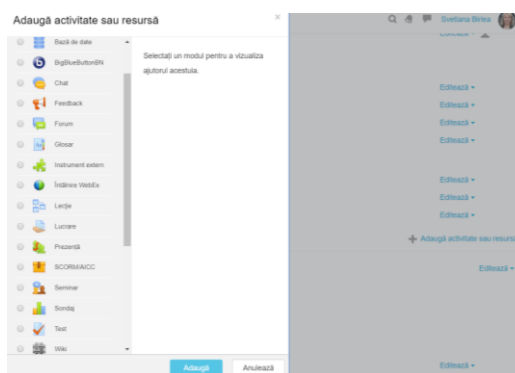 Adaugă activitate sau resursă
×
Svetlana Bîrlea
Bază de date
BigBlueButtonBN
Chat
Feedback
Forum
Glosar
Instrument extern
Întâlnire WebEx
Lecție
Lucrare
Prezență
SCORM/AICC
Seminar
Sondaj
Test
Wiki
Selectați un modul pentru a vizualiza
ajutorul acestuia.
Editează
Editează
Editează
Editează
Editează
Editează
Editează
Adaugă activitate sau resursă
Editează
Editează
Adaugă
Anulează